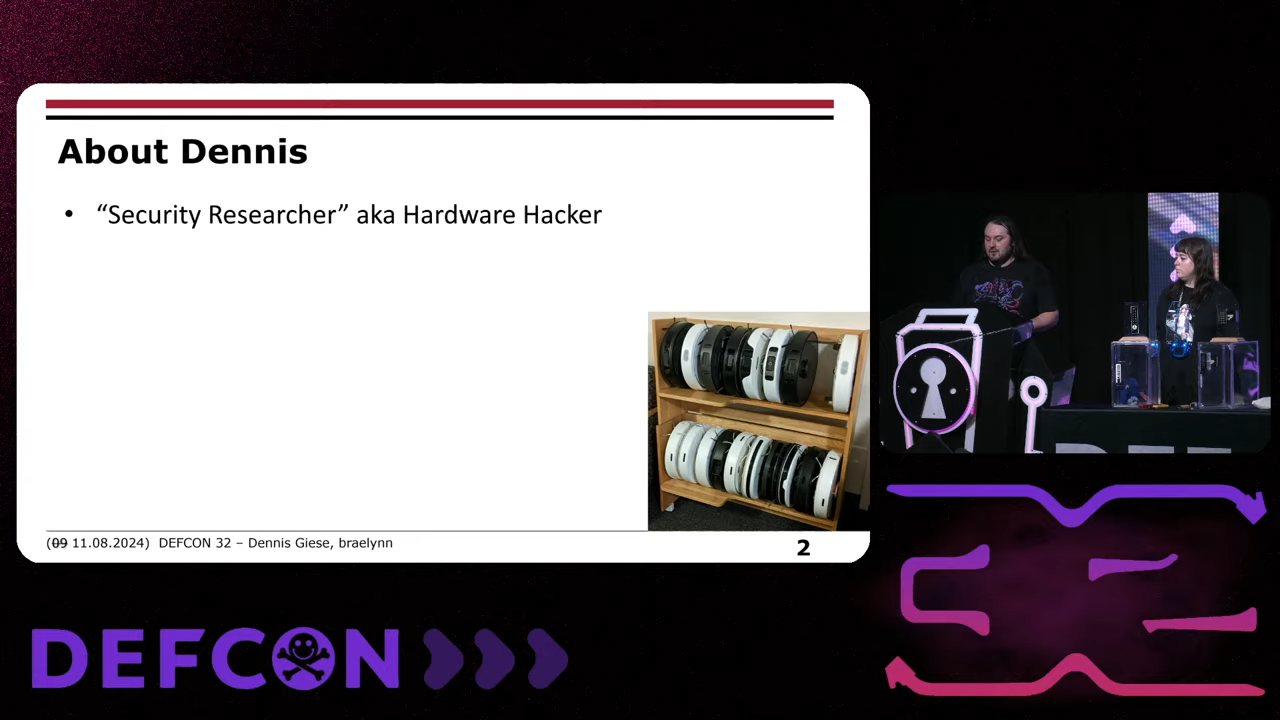 About Dennis
• “Security Researcher” aka Hardware Hacker
(09 11.08.2024) DEFCON 32 – Dennis Giese, braelynn
2
DEFCON